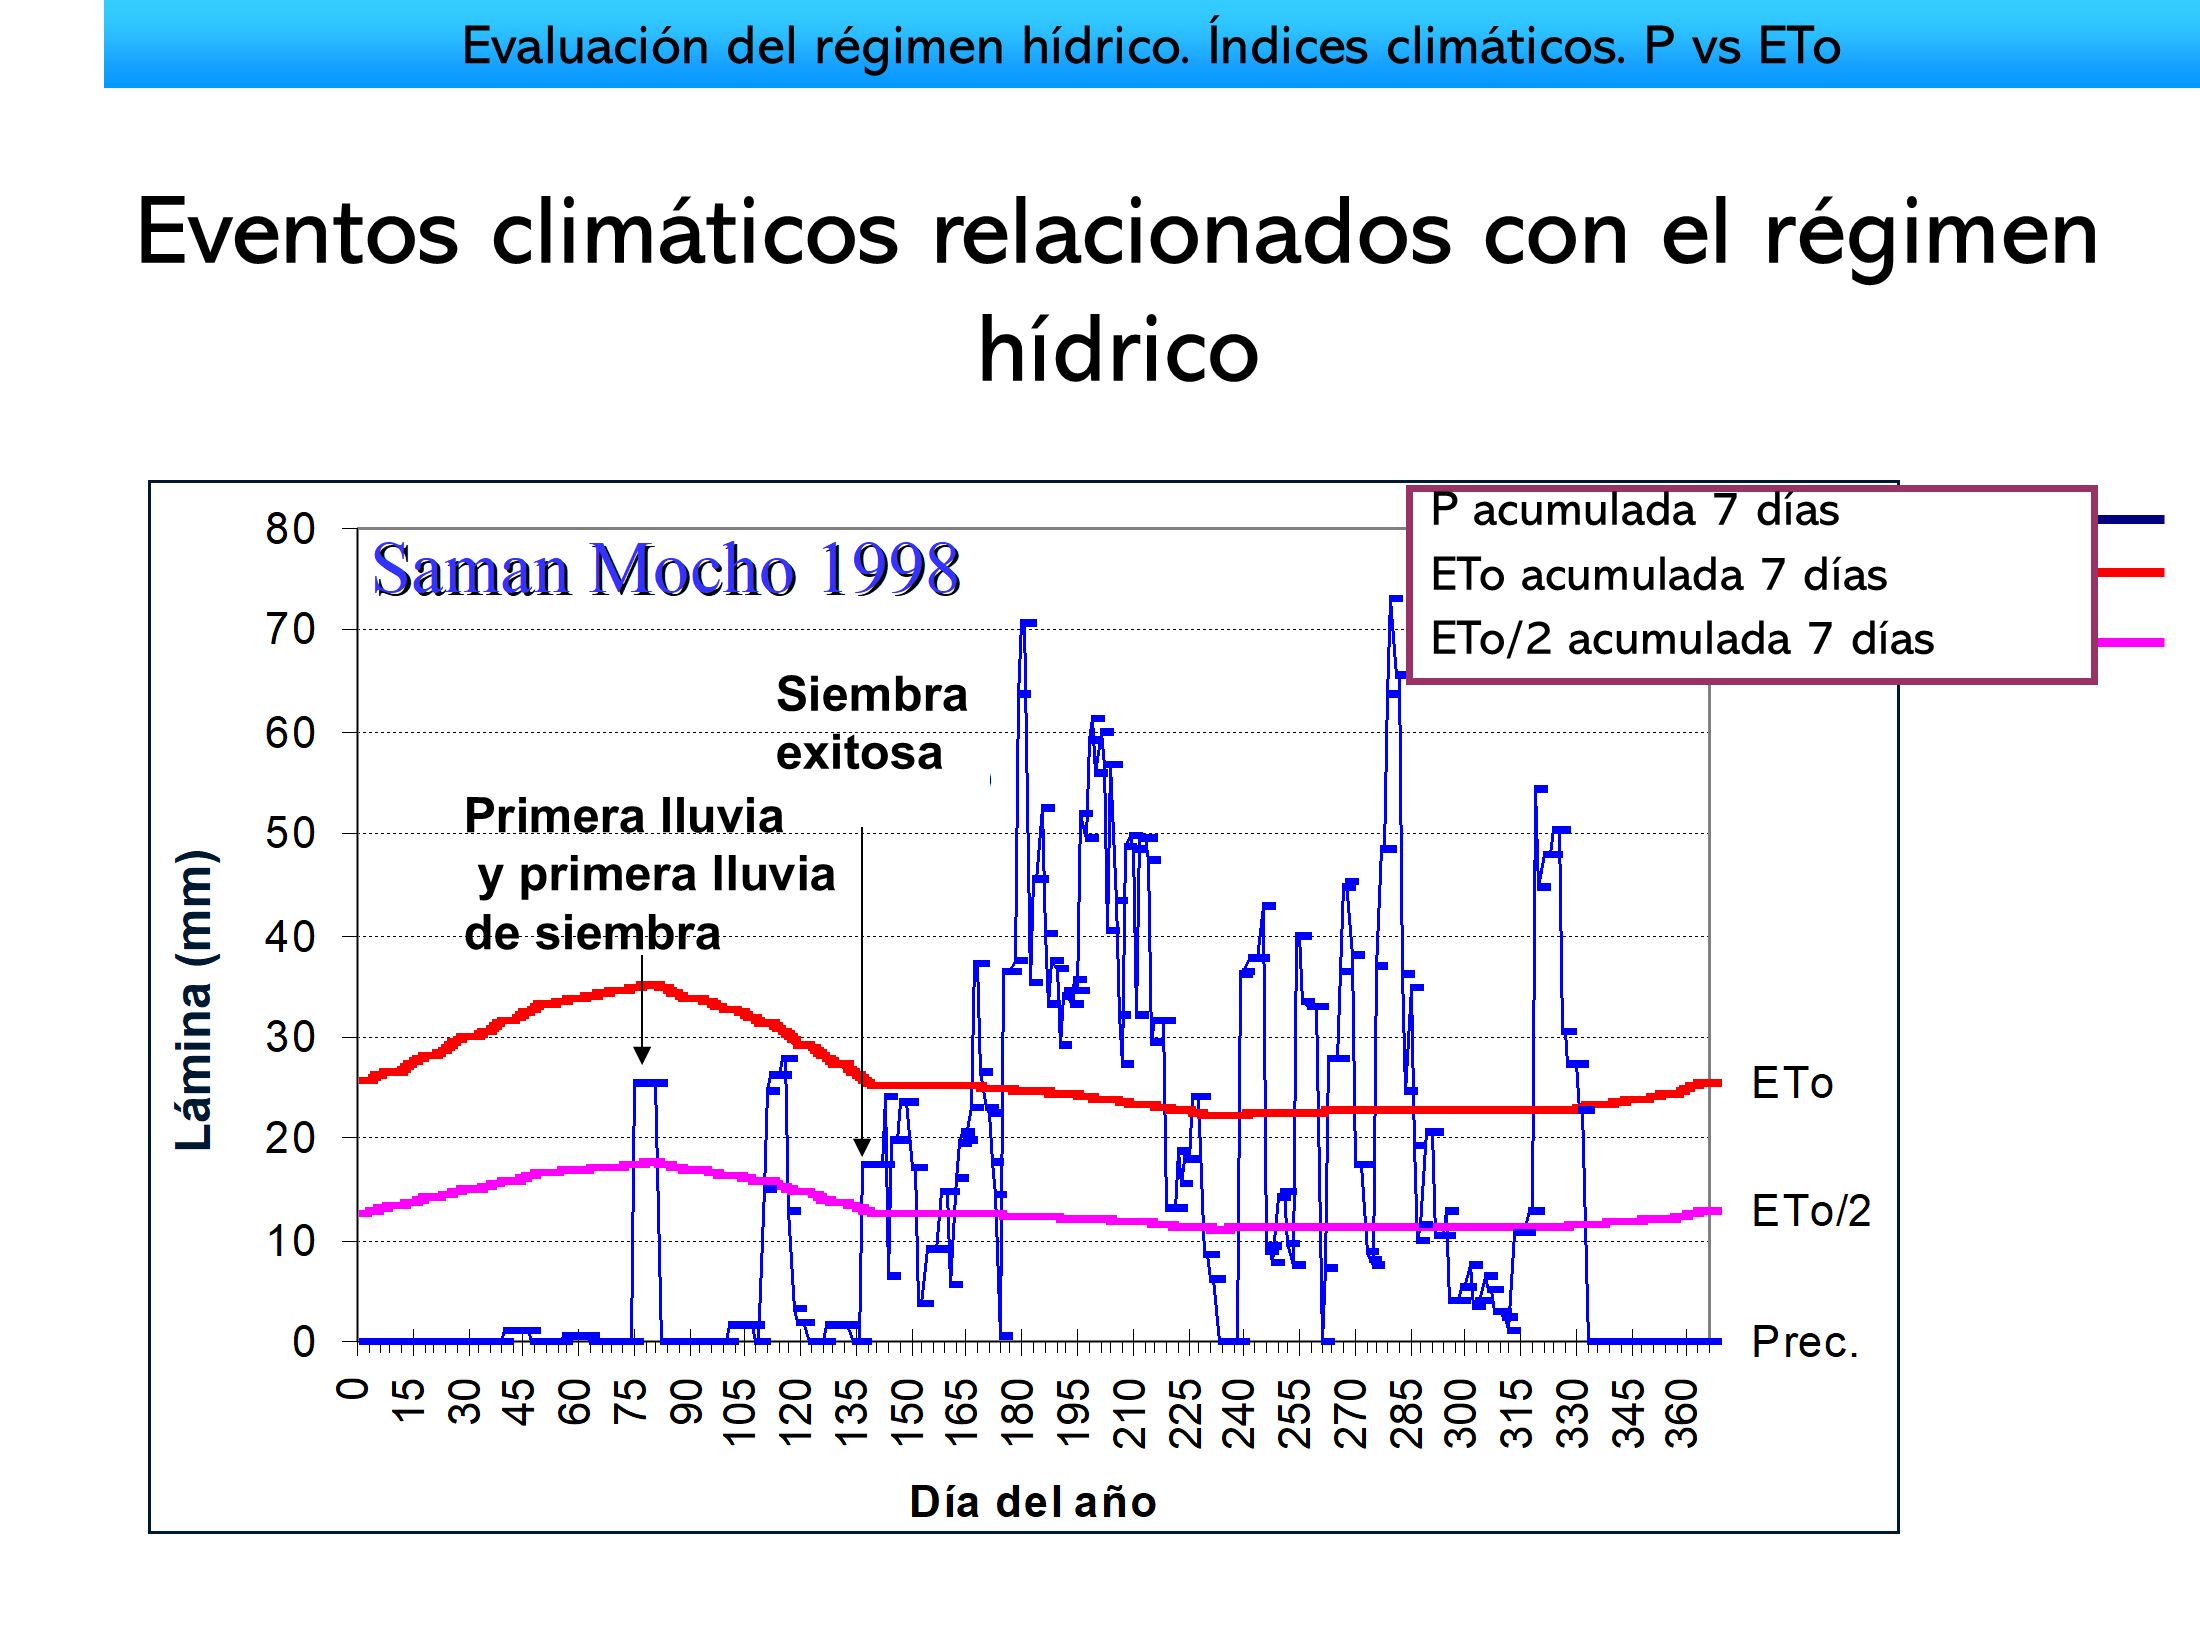 Evaluación del régimen hídrico. Índices climáticos. P vs ETo
Eventos climáticos relacionados con el régimen
hídrico
P acumulada 7 días
ETo acumulada 7 días
ETo/2 acumulada 7 días
Saman Mocho 1998
Siembra
exitosa
Primera lluvia
y primera lluvia
de siembra
Lámina (mm)
80
70
60
50
40
30
20
10
0
ETo
ETo/2
Prec.
0 15 30 45 60 75 90 105 120 135 150 165 180 195 210 225 240 255 270 285 300 315 330 345 360
Día del año